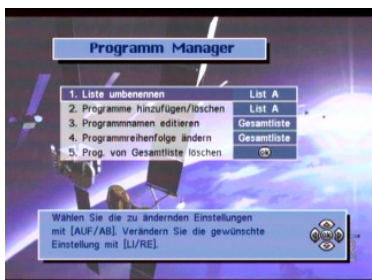 Programm Manager
1. Liste umbenennen List A
2. Programme hinzufügen/löschen List A
3. Programmnamen editieren Gesamtliste
4. Programmreihenfolge ändern Gesamtliste
5. Prog. von Gesamtliste löschen OK
Wählen Sie die zu ändernden Einstellungen
mit [AUF/AB]. Verändern Sie die gewünschte
Einstellung mit [LI/RE].
OK